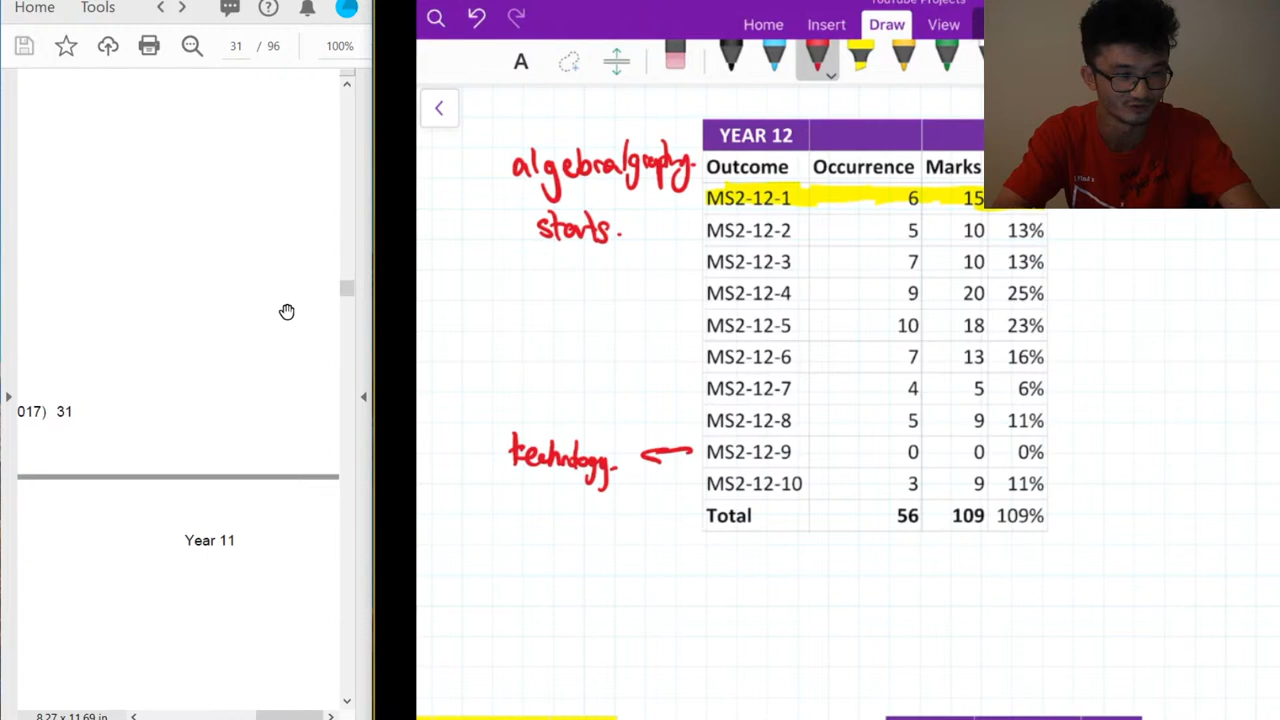 Home Tools
31 / 96 100%
017) 31
Year 11
8.27 x 11.69 in
YouTube Projects
Home Insert Draw View
A
algebra/graphing.
starts.
technology.
YEAR 12
Outcome Occurrence Marks
MS2-12-1 6 15
MS2-12-2 5 10 13%
MS2-12-3 7 10 13%
MS2-12-4 9 20 25%
MS2-12-5 10 18 23%
MS2-12-6 7 13 16%
MS2-12-7 4 5 6%
MS2-12-8 5 9 11%
MS2-12-9 0 0 0%
MS2-12-10 3 9 11%
Total 56 109 109%